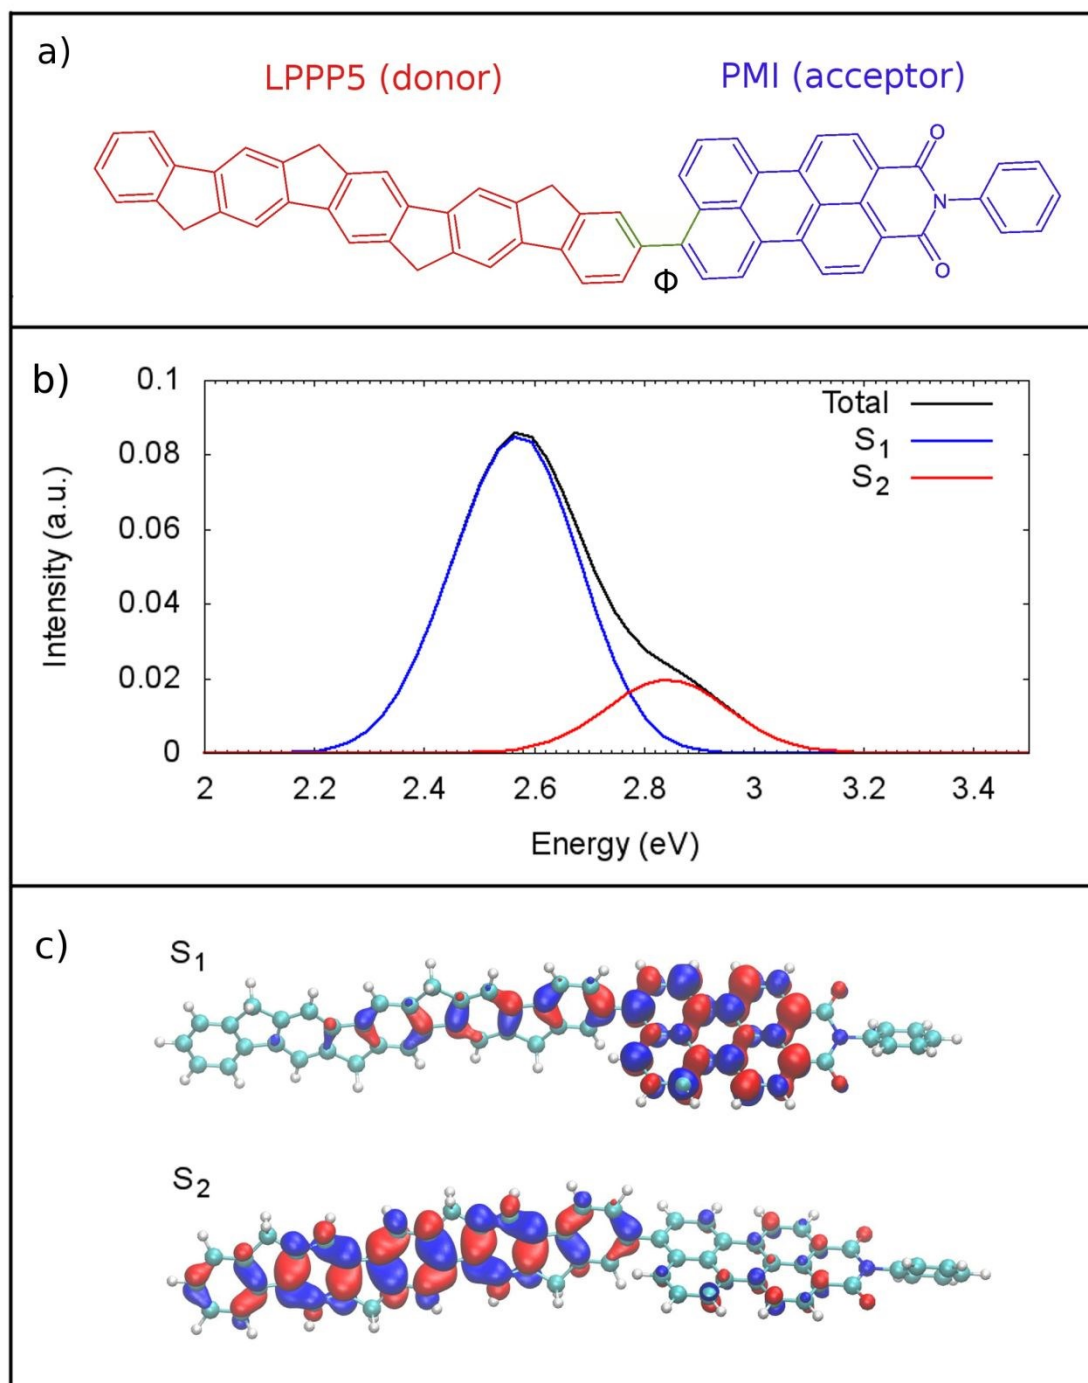 a)
LPPP5 (donor)
PMI (acceptor)
O
N
O
Φ
b)
0.1
0.08
0.06
0.04
0.02
0
Intensity (a.u.)
Total
S1
S2
2 2.2 2.4 2.6 2.8 3 3.2 3.4
Energy (eV)
c)
S1
S2